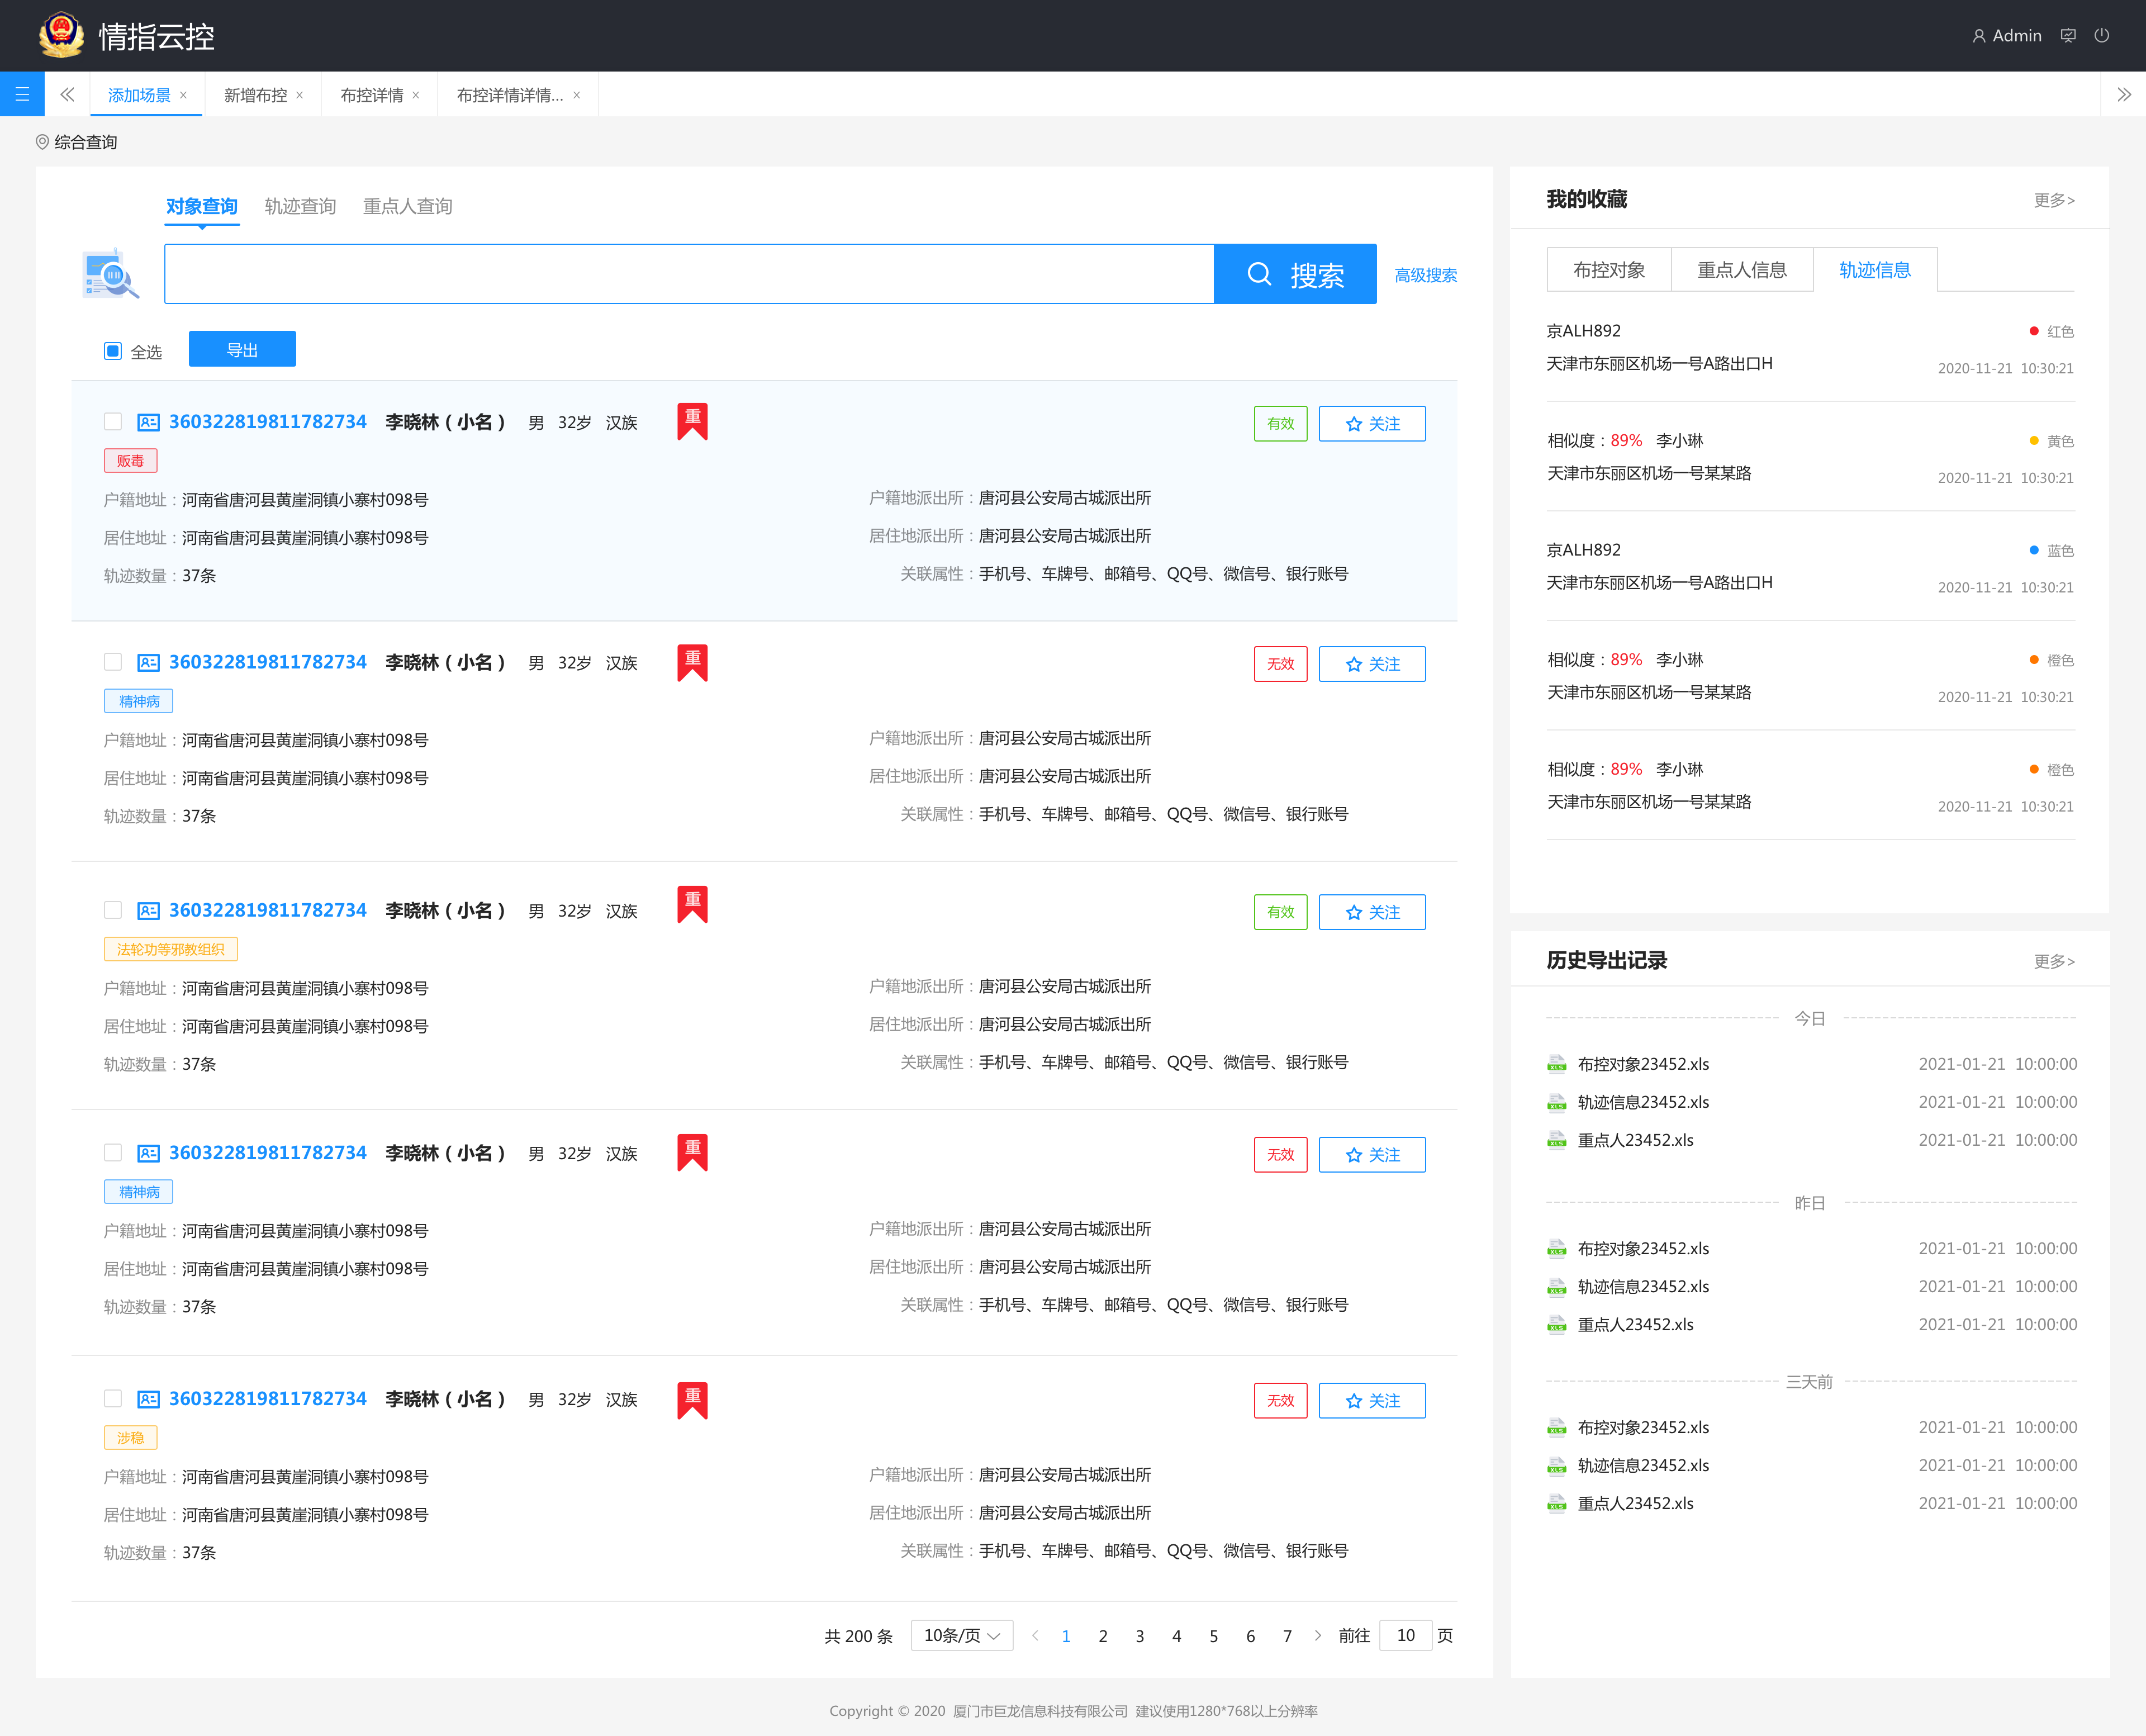 情指云控
Admin
添加场景 ×
新增布控 ×
布控详情 ×
布控详情详情... ×
综合查询
对象查询 轨迹查询 重点人查询
搜索
高级搜索
全选 导出
360322819811782734 李晓林（小名） 男 32岁 汉族 重 有效 关注
贩毒
户籍地址：河南省唐河县黄崖洞镇小寨村098号 户籍地派出所：唐河县公安局古城派出所
居住地址：河南省唐河县黄崖洞镇小寨村098号 居住地派出所：唐河县公安局古城派出所
轨迹数量：37条 关联属性：手机号、车牌号、邮箱号、QQ号、微信号、银行账号
360322819811782734 李晓林（小名） 男 32岁 汉族 重 无效 关注
精神病
户籍地址：河南省唐河县黄崖洞镇小寨村098号 户籍地派出所：唐河县公安局古城派出所
居住地址：河南省唐河县黄崖洞镇小寨村098号 居住地派出所：唐河县公安局古城派出所
轨迹数量：37条 关联属性：手机号、车牌号、邮箱号、QQ号、微信号、银行账号
360322819811782734 李晓林（小名） 男 32岁 汉族 重 有效 关注
法轮功等邪教组织
户籍地址：河南省唐河县黄崖洞镇小寨村098号 户籍地派出所：唐河县公安局古城派出所
居住地址：河南省唐河县黄崖洞镇小寨村098号 居住地派出所：唐河县公安局古城派出所
轨迹数量：37条 关联属性：手机号、车牌号、邮箱号、QQ号、微信号、银行账号
360322819811782734 李晓林（小名） 男 32岁 汉族 重 无效 关注
精神病
户籍地址：河南省唐河县黄崖洞镇小寨村098号 户籍地派出所：唐河县公安局古城派出所
居住地址：河南省唐河县黄崖洞镇小寨村098号 居住地派出所：唐河县公安局古城派出所
轨迹数量：37条 关联属性：手机号、车牌号、邮箱号、QQ号、微信号、银行账号
360322819811782734 李晓林（小名） 男 32岁 汉族 重 无效 关注
涉稳
户籍地址：河南省唐河县黄崖洞镇小寨村098号 户籍地派出所：唐河县公安局古城派出所
居住地址：河南省唐河县黄崖洞镇小寨村098号 居住地派出所：唐河县公安局古城派出所
轨迹数量：37条 关联属性：手机号、车牌号、邮箱号、QQ号、微信号、银行账号
共 200 条 10条/页 1 2 3 4 5 6 7 前往 10 页
我的收藏 更多>
布控对象 重点人信息 轨迹信息
京ALH892 红色
天津市东丽区机场一号A路出口H 2020-11-21 10:30:21
相似度：89% 李小琳 黄色
天津市东丽区机场一号某某路 2020-11-21 10:30:21
京ALH892 蓝色
天津市东丽区机场一号A路出口H 2020-11-21 10:30:21
相似度：89% 李小琳 橙色
天津市东丽区机场一号某某路 2020-11-21 10:30:21
相似度：89% 李小琳 橙色
天津市东丽区机场一号某某路 2020-11-21 10:30:21
历史导出记录 更多>
今日
XLS 布控对象23452.xls 2021-01-21 10:00:00
XLS 轨迹信息23452.xls 2021-01-21 10:00:00
XLS 重点人23452.xls 2021-01-21 10:00:00
昨日
XLS 布控对象23452.xls 2021-01-21 10:00:00
XLS 轨迹信息23452.xls 2021-01-21 10:00:00
XLS 重点人23452.xls 2021-01-21 10:00:00
三天前
XLS 布控对象23452.xls 2021-01-21 10:00:00
XLS 轨迹信息23452.xls 2021-01-21 10:00:00
XLS 重点人23452.xls 2021-01-21 10:00:00
Copyright © 2020 厦门市巨龙信息科技有限公司 建议使用1280*768以上分辨率